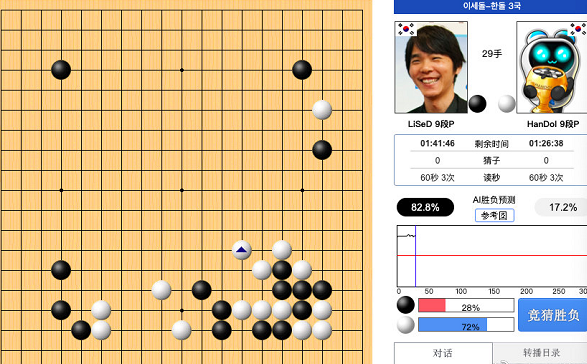 이세돌-한돌 3국
29手
LiSeD 9段P
HanDol 9段P
01:41:46 剩余时间 01:26:38
0 猜子 0
60秒 3次 读秒 60秒 3次
82.8% AI胜负预测 17.2%
参考图
0 50 100 150 200 250 30
28%
72%
竞猜胜负
对话 转播目录